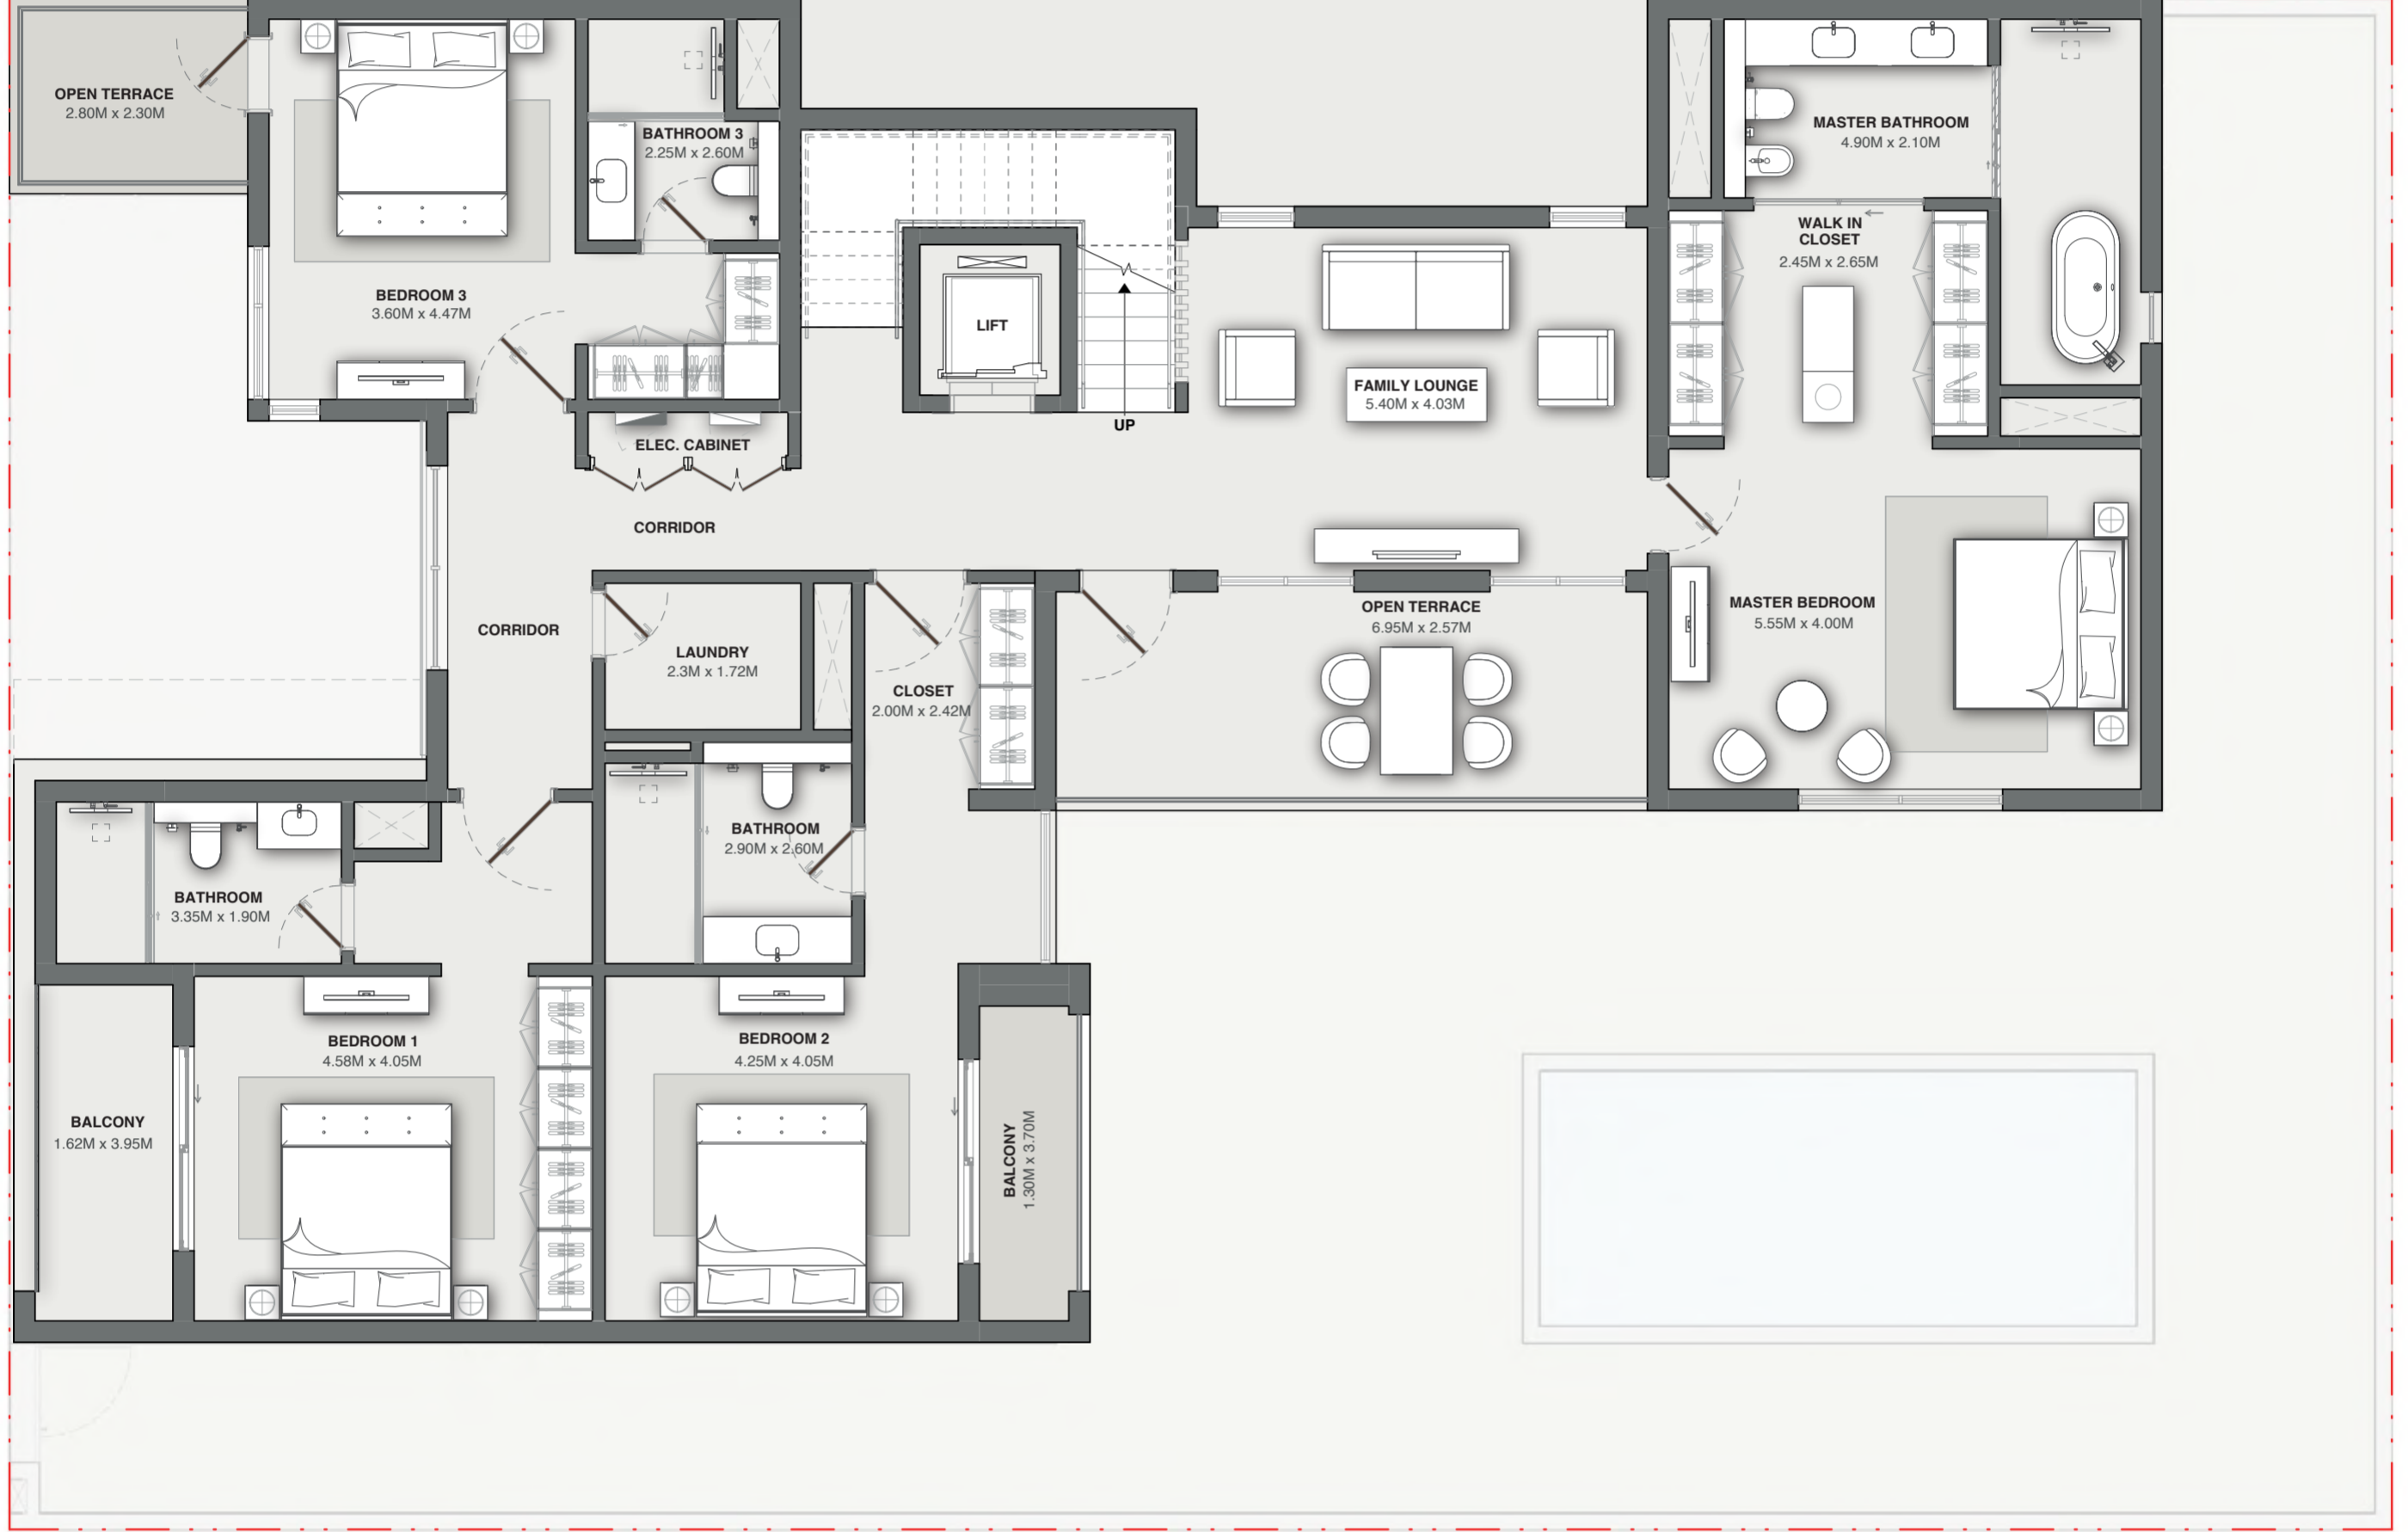 OPEN TERRACE
2.80M x 2.30M
BATHROOM 3
2.25M x 2.60M
MASTER BATHROOM
4.90M x 2.10M
WALK IN
CLOSET
2.45M x 2.65M
BEDROOM 3
3.60M x 4.47M
LIFT
FAMILY LOUNGE
5.40M x 4.03M
UP
ELEC. CABINET
CORRIDOR
CORRIDOR
LAUNDRY
2.3M x 1.72M
CLOSET
2.00M x 2.42M
OPEN TERRACE
6.95M x 2.57M
MASTER BEDROOM
5.55M x 4.00M
BATHROOM
2.90M x 2.60M
BATHROOM
3.35M x 1.90M
BEDROOM 1
4.58M x 4.05M
BEDROOM 2
4.25M x 4.05M
BALCONY
1.62M x 3.95M
BALCONY
1.30M x 3.70M